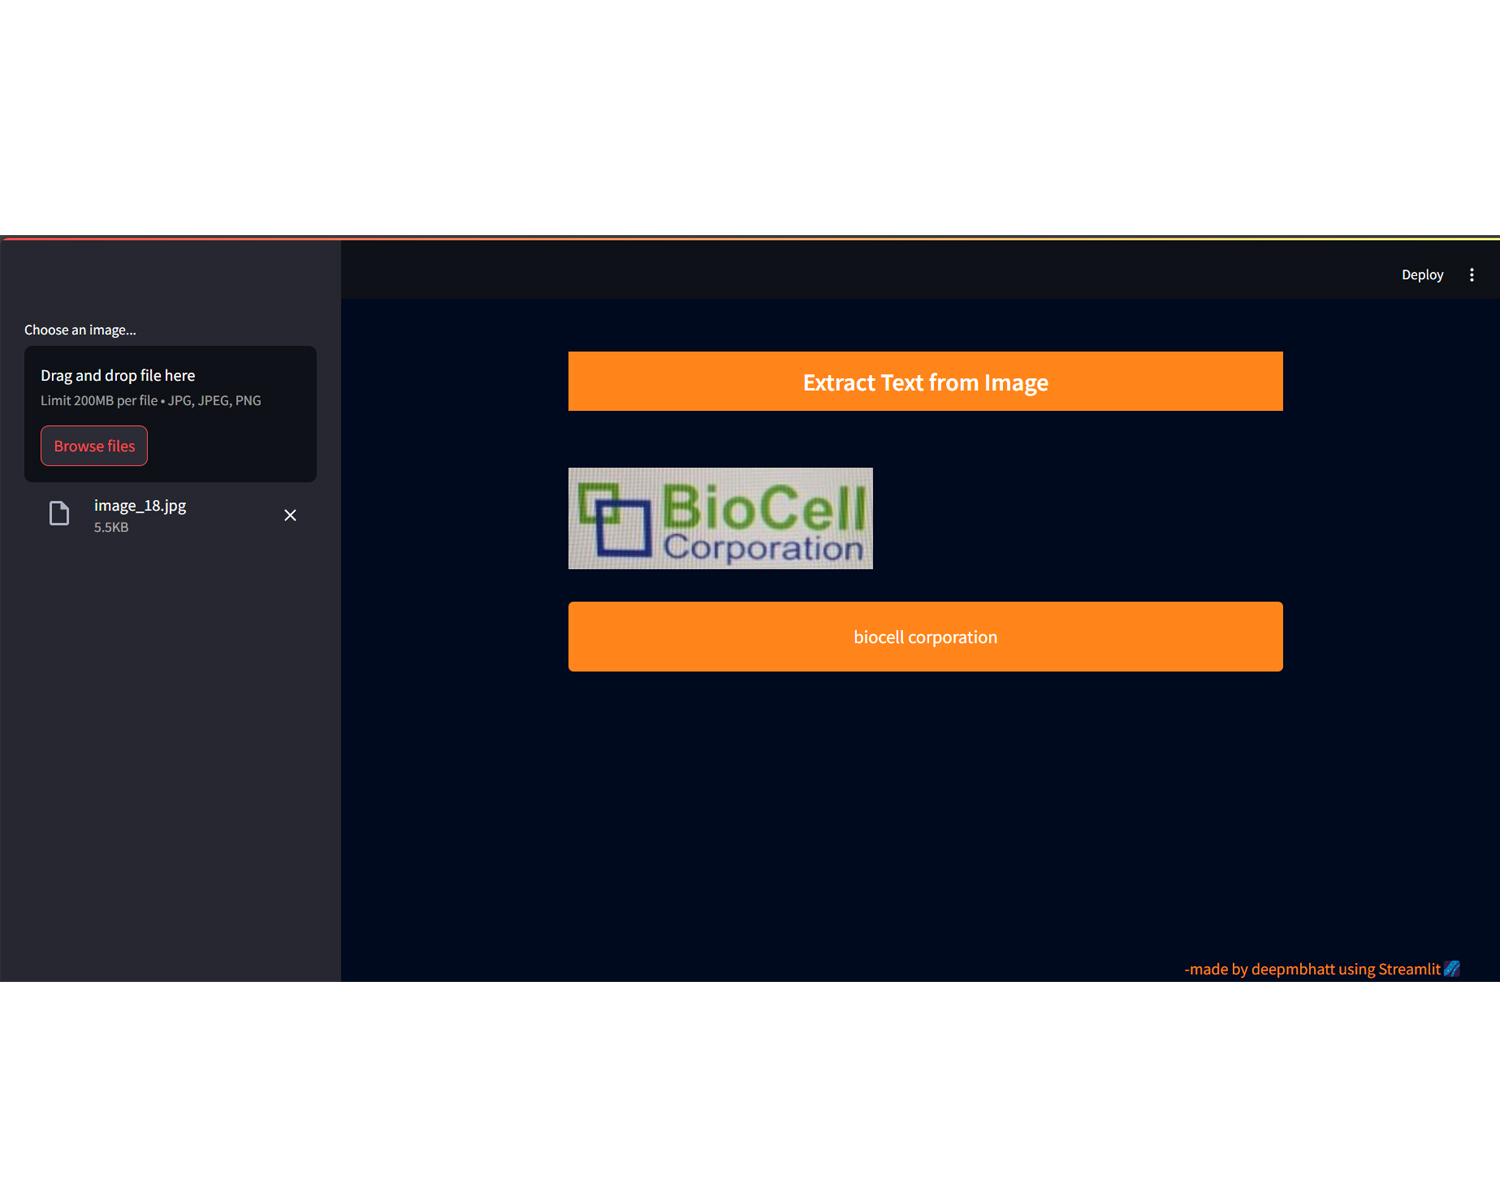 Deploy
Choose an image...
Drag and drop file here
Limit 200MB per file • JPG, JPEG, PNG
Browse files
image_18.jpg
5.5KB
Extract Text from Image
BioCell
Corporation
biocell corporation
-made by deepmbhatt using Streamlit